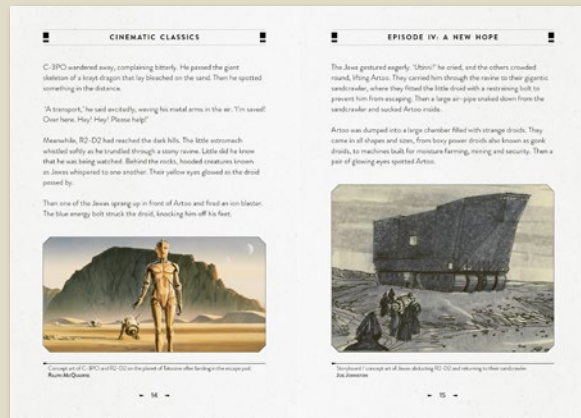 CINEMATIC CLASSICS
C-3PO wandered away, complaining bitterly. He passed the giant
skeleton of a krayt dragon that lay bleached on the sand. Then he spotted
something in the distance.
'A transport,' he said excitedly, waving his metal arms in the air. 'I'm saved!
Over here. Hey! Hey! Please help!'
Meanwhile, R2-D2 had reached the dark hills. The little astromech
whistled softly as he trundled through a stony ravine. Little did he know
that he was being watched. Behind the rocks, hooded creatures known
as Jawas whispered to one another. Their yellow eyes glowed as the droid
passed by.
Then one of the Jawas sprang up in front of Artoo and fired an ion blaster.
The blue energy bolt struck the droid, knocking him off his feet.
Concept art of C-3PO and R2-D2 on the planet of Tatooine after landing in the escape pod.
RALPH MCQUARRIE
14
EPISODE IV: A NEW HOPE
The Jawa gestured eagerly. 'Utinni!' he cried, and the others crowded
round, lifting Artoo. They carried him through the ravine to their gigantic
sandcrawler, where they fitted the little droid with a restraining bolt to
prevent him from escaping. Then a large air-pipe snaked down from the
sandcrawler and sucked Artoo inside.
Artoo was dumped into a large chamber filled with strange droids. They
came in all shapes and sizes, from boxy power droids also known as gonk
droids, to machines built for moisture farming, mining and security. Then a
pair of glowing eyes spotted Artoo.
Storyboard / concept art of Jawas abducting R2-D2 and returning to their sandcrawler.
JOE JOHNSTON
15